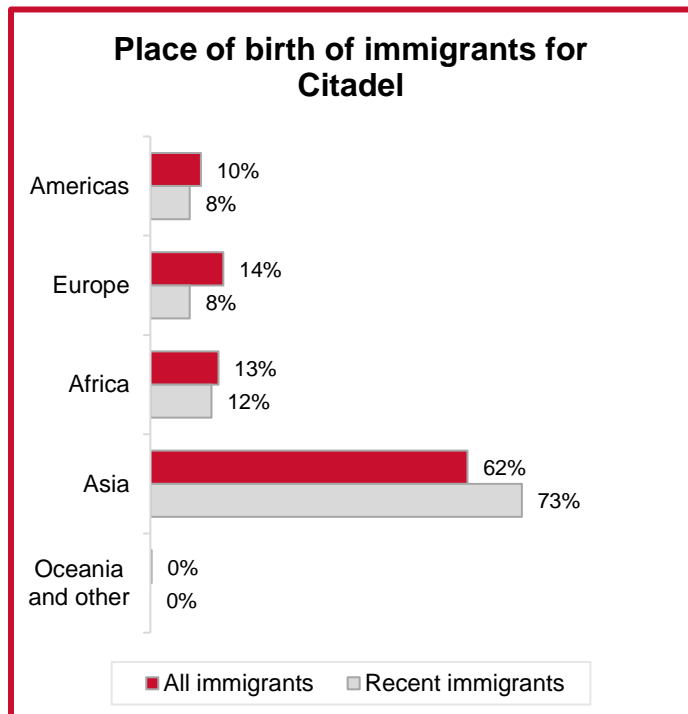 Place of birth of immigrants for
Citadel
Americas
10%
8%
Europe
14%
8%
Africa
13%
12%
Asia
62%
73%
Oceania
and other
0%
0%
All immigrants
Recent immigrants